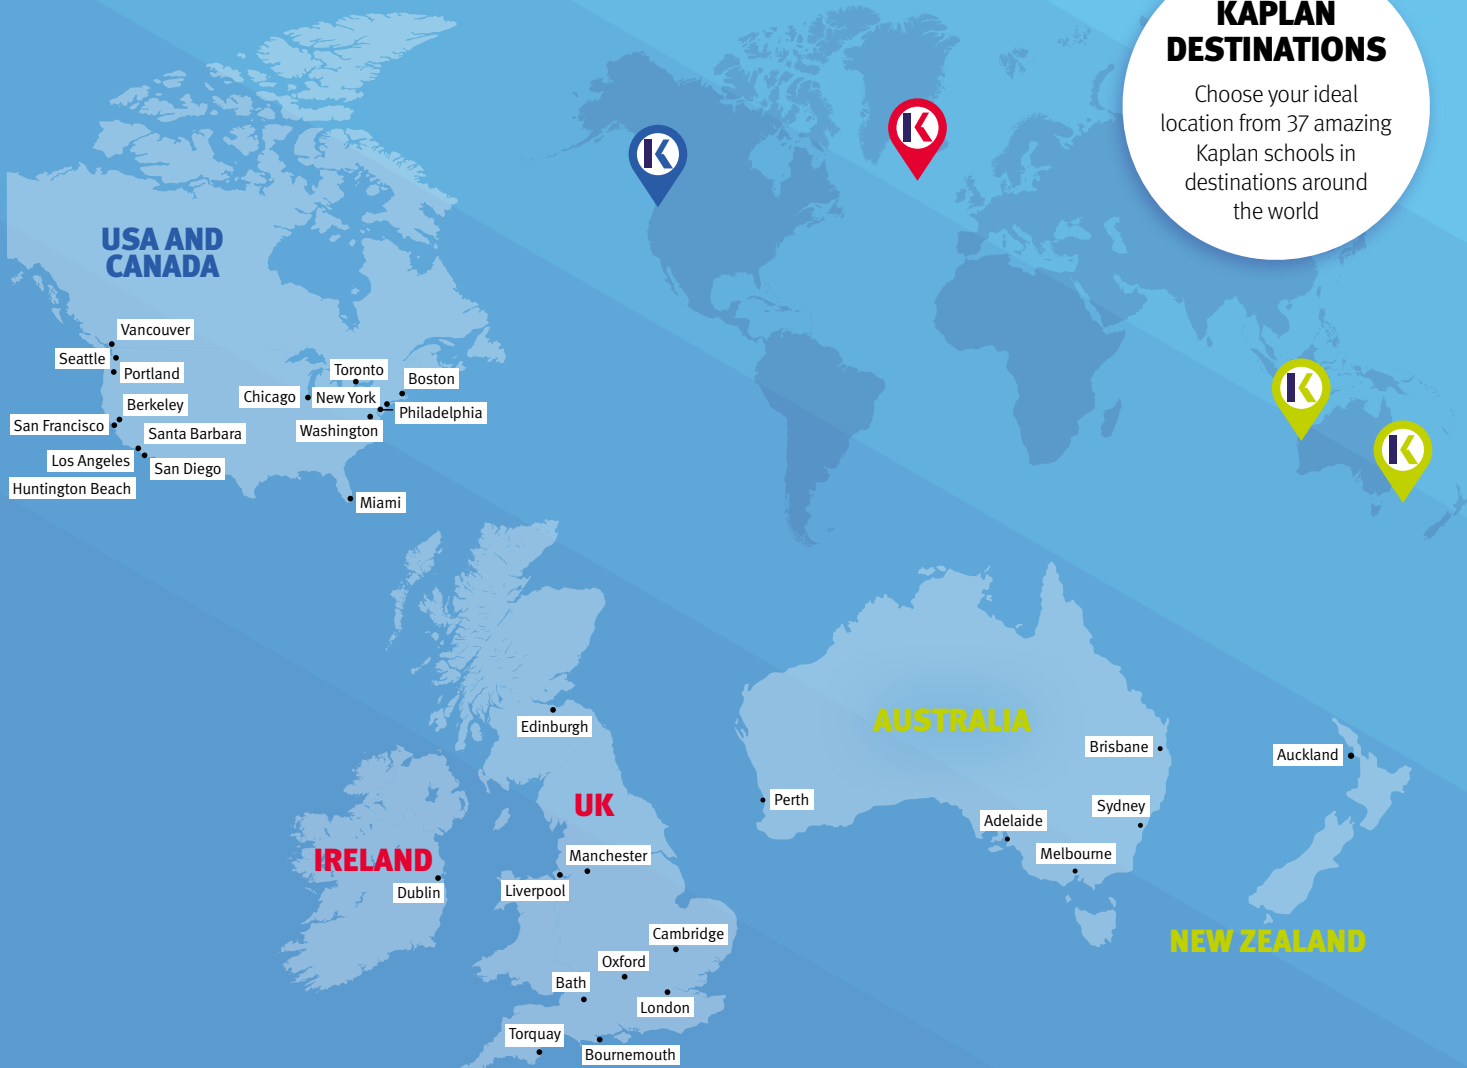 KAPLAN
DESTINATIONS
Choose your ideal
location from 37 amazing
Kaplan schools in
destinations around
the world
USA AND
CANADA
Vancouver
Seattle
Portland
Berkeley
San Francisco
Santa Barbara
Los Angeles
San Diego
Huntington Beach
Toronto
Boston
Chicago
New York
Philadelphia
Washington
Miami
Edinburgh
UK
IRELAND
Dublin
Manchester
Liverpool
Cambridge
Oxford
Bath
London
Torquay
Bournemouth
AUSTRALIA
Brisbane
Perth
Sydney
Adelaide
Melbourne
Auckland
NEW ZEALAND
K
K
K
K